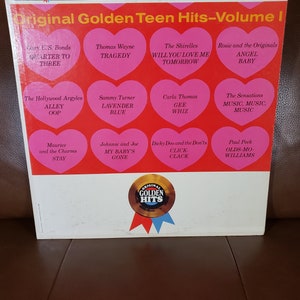 Original Golden Teen Hits-Volume I
Gary U.S. Bonds
QUARTER TO
THREE
Thomas Wayne
TRAGEDY
The Shirelles
WILL YOU LOVE ME
TOMORROW
Rosie and the Originals
ANGEL
BABY
The Hollywood Argyles
ALLEY
OOP
Sammy Turner
LAVENDER
BLUE
Carla Thomas
GEE
WHIZ
The Sensations
MUSIC, MUSIC,
MUSIC
Maurice
and the Charms
STAY
Johnnie and Joe
MY BABY'S
GONE
Dicky Doo and the Don'ts
CLICK
CLACK
Paul Peek
OLDS-MO-
WILLIAMS
ORIGINAL
GOLDEN
HITS